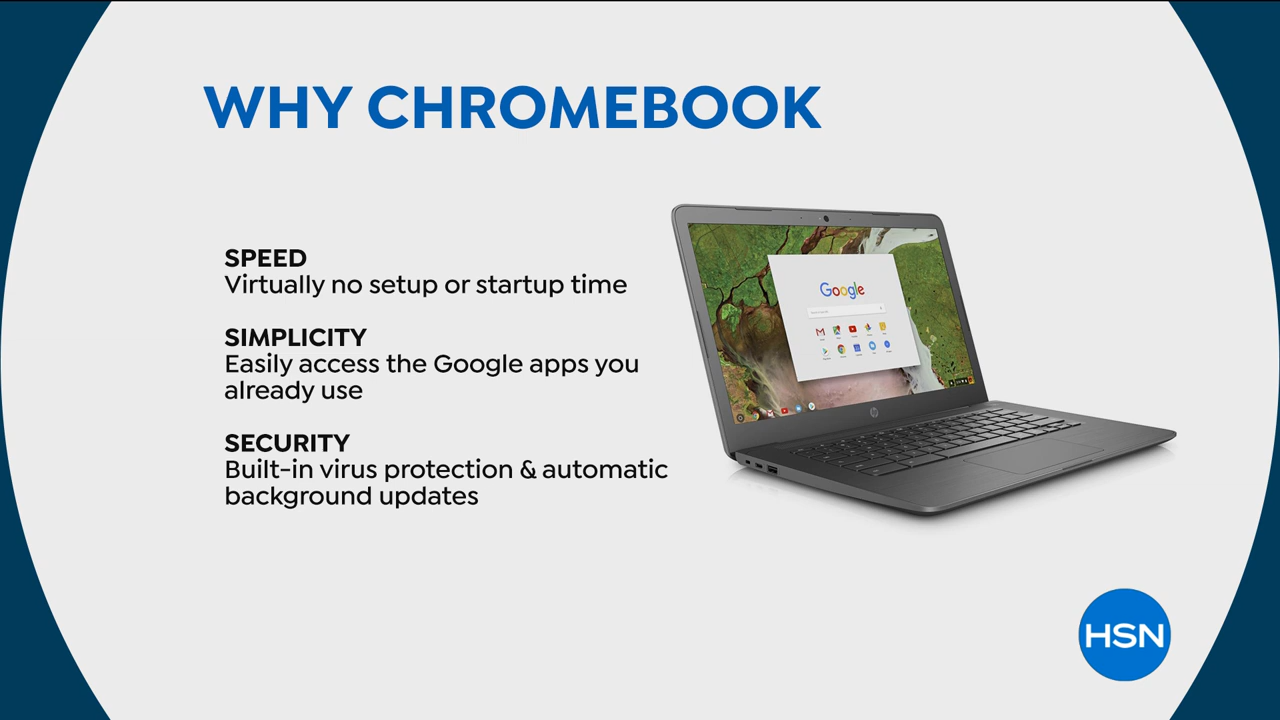 WHY CHROMEBOOK
SPEED
Virtually no setup or startup time
SIMPLICITY
Easily access the Google apps you
already use
SECURITY
Built-in virus protection & automatic
background updates
Google
hp
HSN